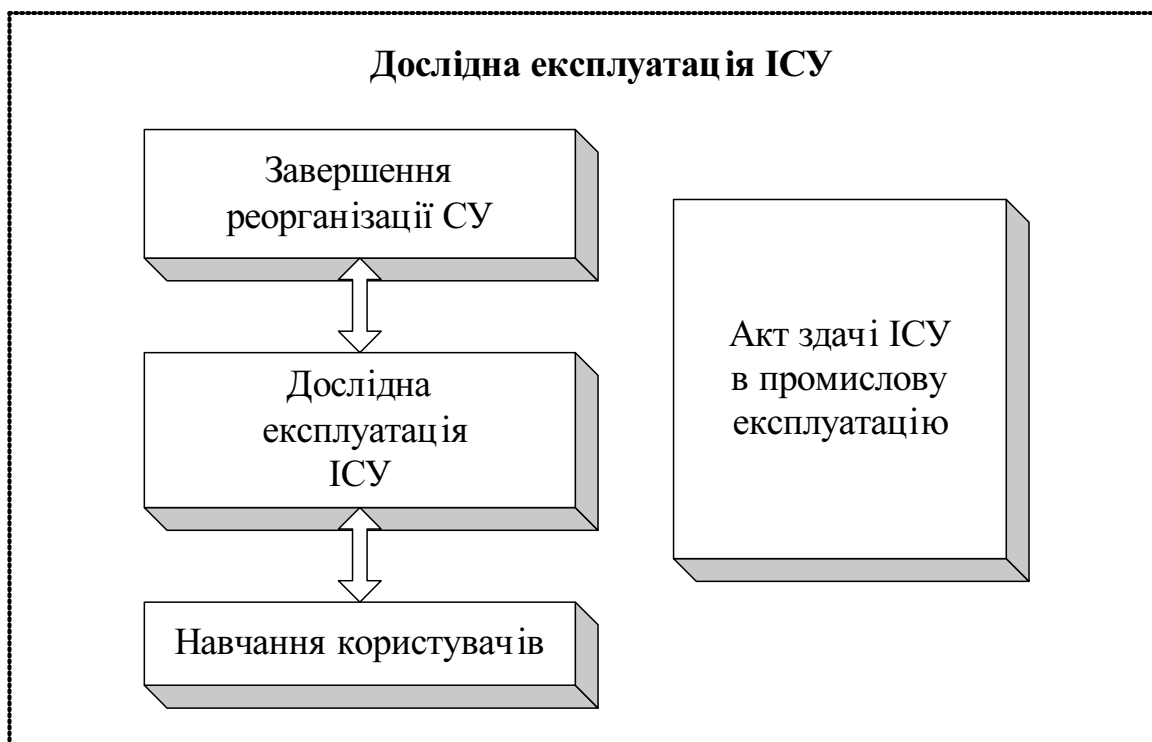 Дослідна експлуатація ІСУ
Завершення
реорганізації СУ
Дослідна
експлуатація
ІСУ
Навчання користувачів
Акт здачі ІСУ
в промислову
експлуатацію